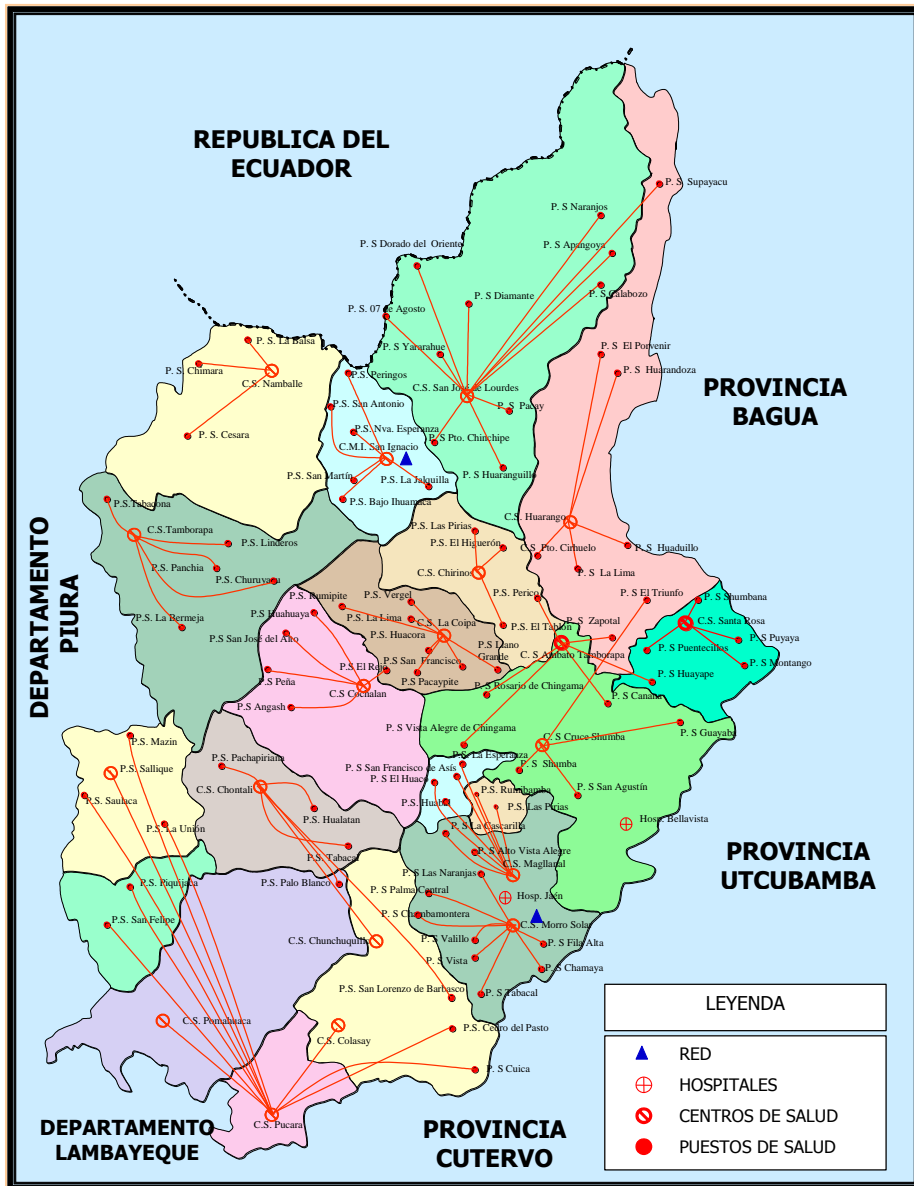 REPUBLICA DEL
ECUADOR
P. S Supayacu
P. S Naranjos
P. S Dorado del Oriente
P. S Apangoya
P. S Diamante
P. S Calabozo
P. S. 07 de Agosto
P. S. La Balsa
P. S Yararahue
P. S El Porvenir
P. S. Chimara
P. S. Peringos
P. S Huarandoza
C.S. Namballe
C.S. San José de Lourdes
PROVINCIA
BAGUA
P.S. San Antonio
P. S. Pacay
P.S. Nva. Esperanza
P. S. Cesara
C.M.I. San Ignacio
P. S Pto. Chinchipe
P.S. San Martín
P.S. La Jalquilla
P. S Huaranguillo
P.S.Tabagona
P.S. Bajo Ihuamaca
C.S. Huarango
C.S.Tamborapa
P.S. Las Pirias
P.S. Linderos
P.S. El Higuerón
P. S Huaduillo
C. S Pto. Ciruelo
P.S. Panchia
C.S. Chirinos
P. S La Lima
P.S. Churuyacu
DEPARTAMENTO
PIURA
P.S. Rumipite
P.S. Vergel
P.S. Perico
P. S El Triunfo
P. S Shumbana
P.S. La Bermeja
P. S Huahuaya
P.S. La Lima
C.S. La Coipa
P.S. El Tablón
P. S Zapotal
C.S. Santa Rosa
P. S San José del Alto
P.S. Huacora
P. S Puyaya
P. S El Rejo
P.S San Francisco
P.S Llano
Grande
C. S Ambato Tamborapa
P. S Puentecillos
P. S Montango
P. S Peña
P.S. Pacaypite
P. S Huayape
C.S Cochalan
P. S Rosario de Chingama
P. S Canana
P. S Angash
P. S Vista Alegre de Chingama
P. S Guayaba
P.S. Mazin
C. S Cruce Shumba
P.S. Pachapiriana
P.S. La Esperanza
P.S. Sallique
P. S San Francisco de Asís
P. S Shumba
C.S. Chontali
P. S El Huaco
P. S San Agustín
P.S. Sauraca
P.S. Huabal
P.S. Rumibamba
P.S. Las Pirias
P.S. Hualatan
P.S. La Unión
P. S La Cascarilla
Hosp. Bellavista
P.S. Tabacal
P. S Alto Vista Alegre
C.S. Magllanal
PROVINCIA
UTCUBAMBA
P.S. Piquijaca
P.S. Palo Blanco
P. S Las Naranjas
P. S Palma Central
Hosp. Jaén
P.S. San Felipe
P. S Chambamontera
C.S. Morro Solar
C.S. Chunchuquillo
P. S Valillo
P. S Fila Alta
P. S Vista
P. S Chamaya
P.S. San Lorenzo de Barbasco
P. S Tabacal
C.S. Pomahuaca
C.S. Colasay
P.S. Cedro del Pasto
P. S Cuica
C.S. Pucara
DEPARTAMENTO
LAMBAYEQUE
PROVINCIA
CUTERVO
LEYENDA
RED
HOSPITALES
CENTROS DE SALUD
PUESTOS DE SALUD